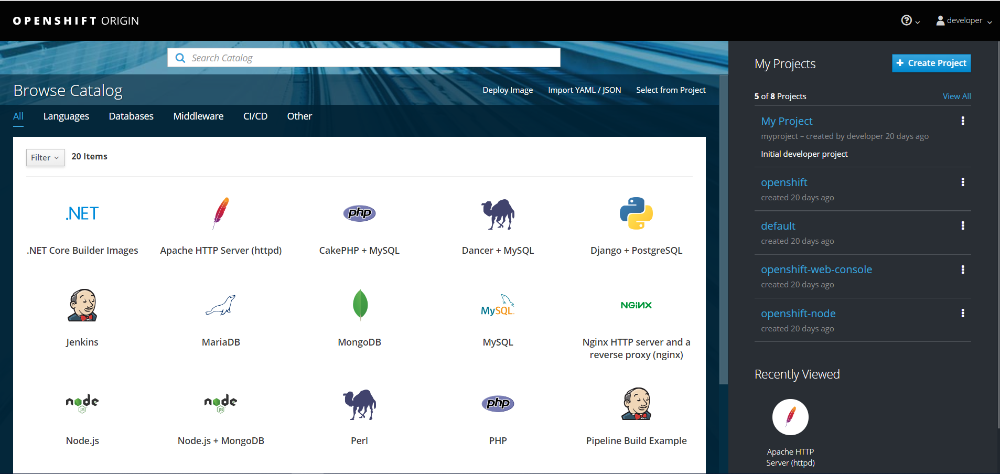 OPENSHIFT ORIGIN
developer
Search Catalog
Browse Catalog
Deploy Image
Import YAML / JSON
Select from Project
All
Languages
Databases
Middleware
CI/CD
Other
Filter
20 Items
.NET
php
.NET Core Builder Images
Apache HTTP Server (httpd)
CakePHP + MySQL
Dancer + MySQL
Django + PostgreSQL
MySQL
NGINX
Jenkins
MariaDB
MongoDB
MySQL
Nginx HTTP server and a
reverse proxy (nginx)
node
JS
node
JS
php
Node.js
Node.js + MongoDB
Perl
PHP
Pipeline Build Example
My Projects
+ Create Project
5 of 8 Projects
View All
My Project
myproject – created by developer 20 days ago
Initial developer project
openshift
created 20 days ago
default
created 20 days ago
openshift-web-console
created 20 days ago
openshift-node
created 20 days ago
Recently Viewed
Apache HTTP
Server (httpd)